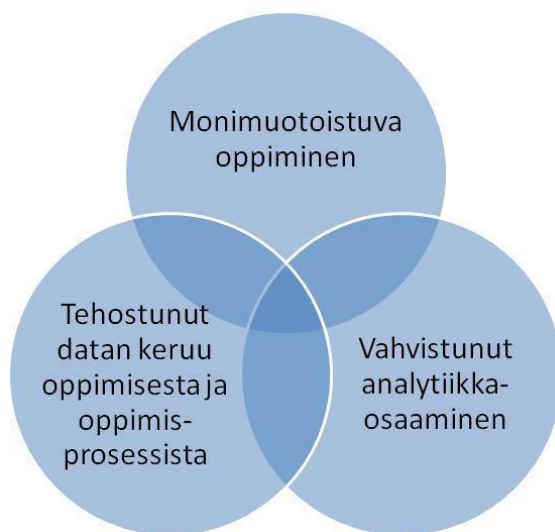 Monimuotoistuva
oppiminen
Tehostunut
datan keruu
oppimisesta ja
oppimis-
prosessista
Vahvistunut
analytiikka-
osaaminen